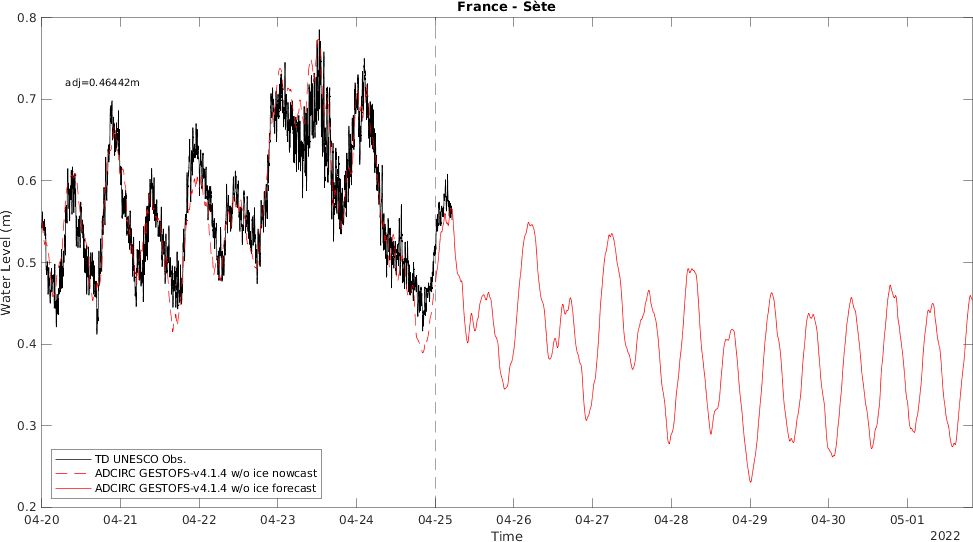 France - Sète
0.8
0.7
0.6
0.5
0.4
0.3
0.2
Water Level (m)
adj=0.46442m
TD UNESCO Obs.
ADCIRC GESTOFS-v4.1.4 w/o ice nowcast
ADCIRC GESTOFS-v4.1.4 w/o ice forecast
04-20 04-21 04-22 04-23 04-24 04-25 04-26 04-27 04-28 04-29 04-30 05-01
Time
2022